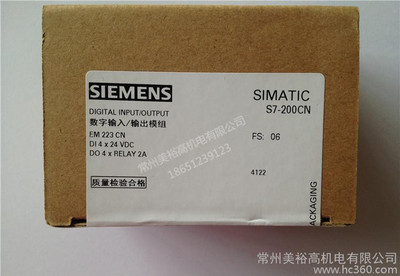 SIEMENS
SIMATIC
S7-200CN
DIGITAL INPUT/OUTPUT
数字输入/输出模组
EM 223 CN
DI 4 x 24 VDC
DO 4 x RELAY 2A
FS: 06
4122
质量检验合格
PACKAGING
常州美裕高机电有限公司
18651239123
常州美裕高机电有限公司
www.hc360.com